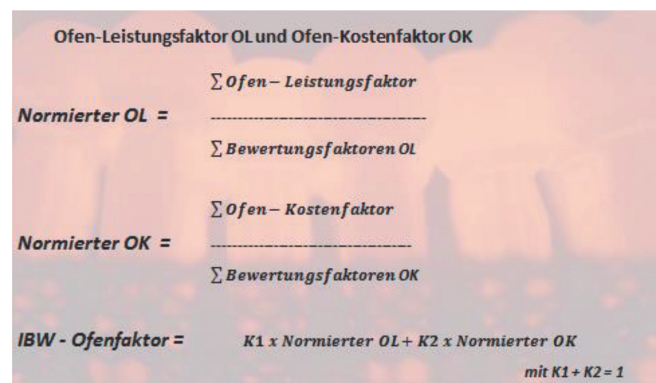 Ofen-Leistungsfaktor OL und Ofen-Kostenfaktor OK
∑ Ofen − Leistungsfaktor
Normierter OL = ----------------------------------------
∑ Bewertungsfaktoren OL
∑ Ofen − Kostenfaktor
Normierter OK = -------------------------------------
∑ Bewertungsfaktoren OK
IBW - Ofenfaktor = K1 x Normierter OL + K2 x Normierter OK
mit K1 + K2 = 1